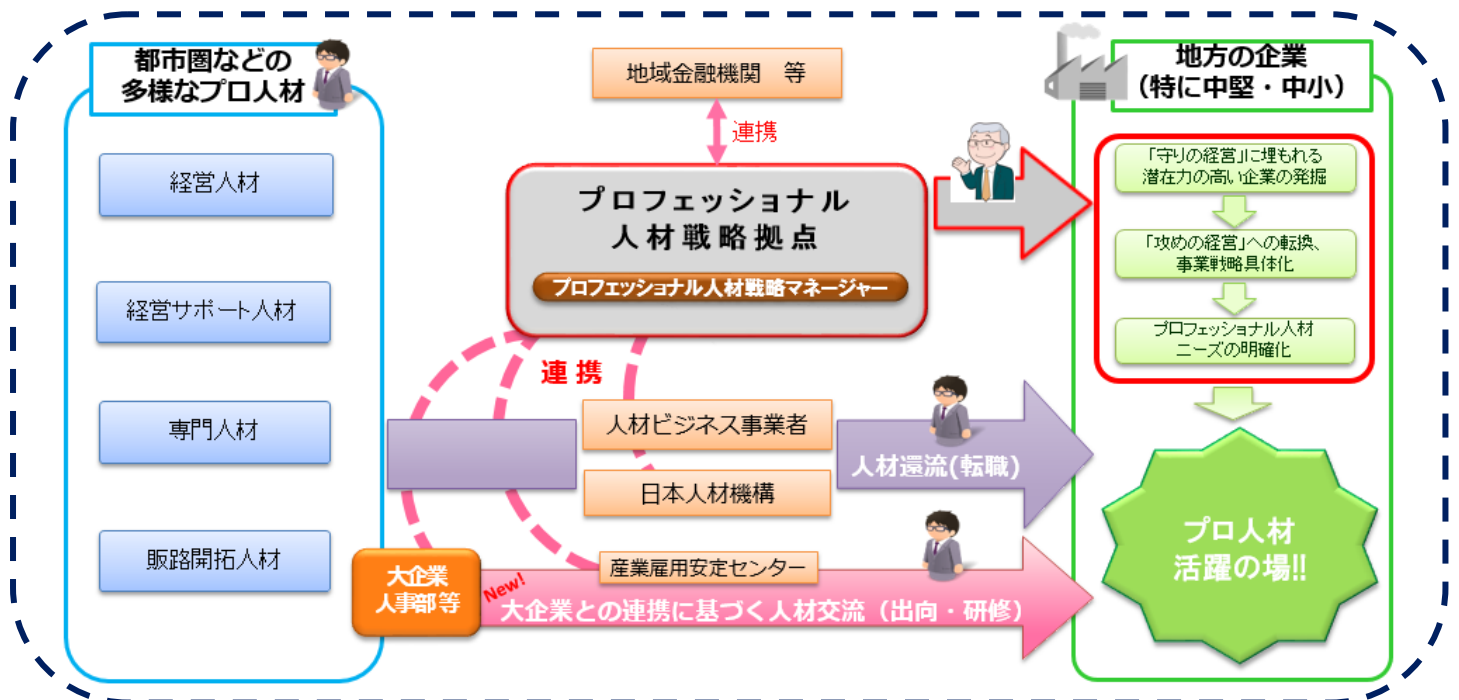 都市圏などの
多様なプロ人材
経営人材
経営サポート人材
専門人材
販路開拓人材
地域金融機関　等
連携
プロフェッショナル
人材戦略拠点
プロフェッショナル人材戦略マネージャー
連携
人材ビジネス事業者
日本人材機構
人材還流(転職)
大企業
人事部等
New!
産業雇用安定センター
大企業との連携に基づく人材交流（出向・研修）
地方の企業
（特に中堅・中小）
「守りの経営」に埋もれる
潜在力の高い企業の発掘
「攻めの経営」への転換、
事業戦略具体化
プロフェッショナル人材
ニーズの明確化
プロ人材
活躍の場!!